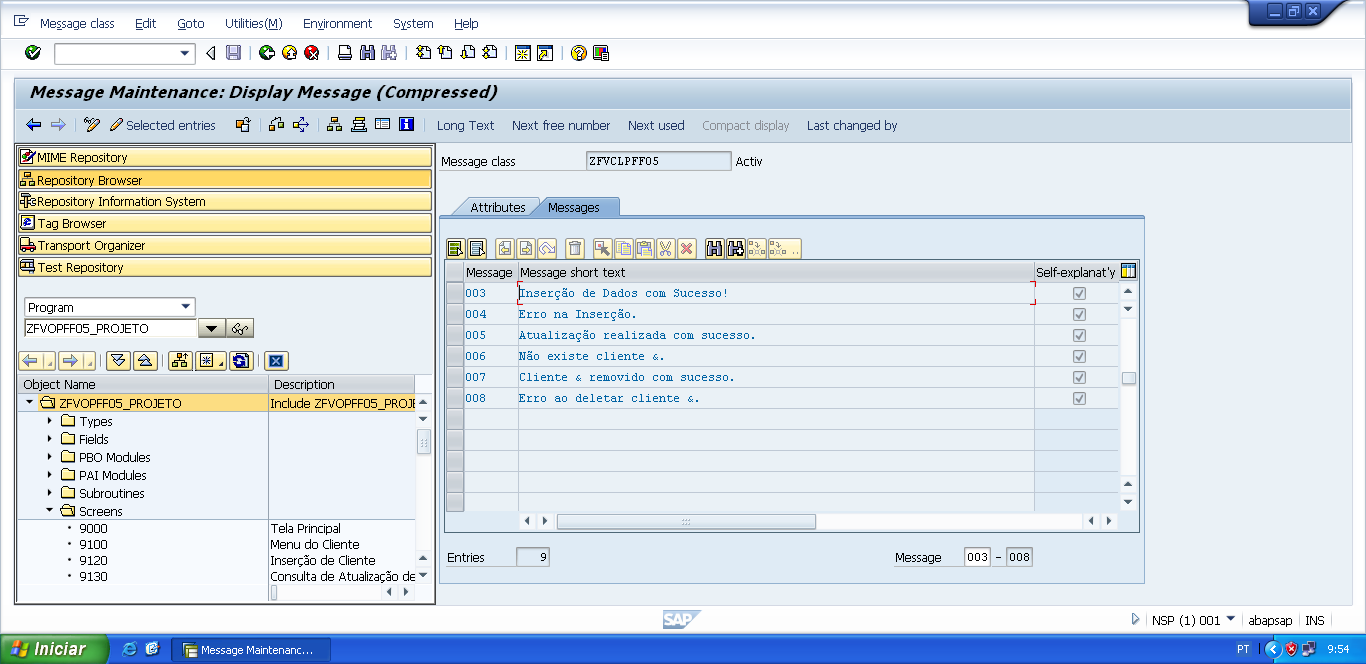 Message class Edit Goto Utilities(M) Environment System Help
Message Maintenance: Display Message (Compressed)
Selected entries Long Text Next free number Next used Compact display Last changed by
MIME Repository
Repository Browser
Repository Information System
Tag Browser
Transport Organizer
Test Repository
Program
ZFVOPFF05_PROJETO
Object Name Description
ZFVOPFF05_PROJETO Include ZFVOPFF05_PROJE
Types
Fields
PBO Modules
PAI Modules
Subroutines
Screens
9000 Tela Principal
9100 Menu do Cliente
9120 Inserção de Cliente
9130 Consulta de Atualização de
Message class ZFVCLPFF05 Activ
Attributes Messages
Message Message short text Self-explanat'y
003 Inserção de Dados com Sucesso!
004 Erro na Inserção.
005 Atualização realizada com sucesso.
006 Não existe cliente &.
007 Cliente & removido com sucesso.
008 Erro ao deletar cliente &.
Entries 9 Message 003 - 008
SAP
NSP (1) 001 abapsap INS
Iniciar Message Maintenanc... PT 9:54